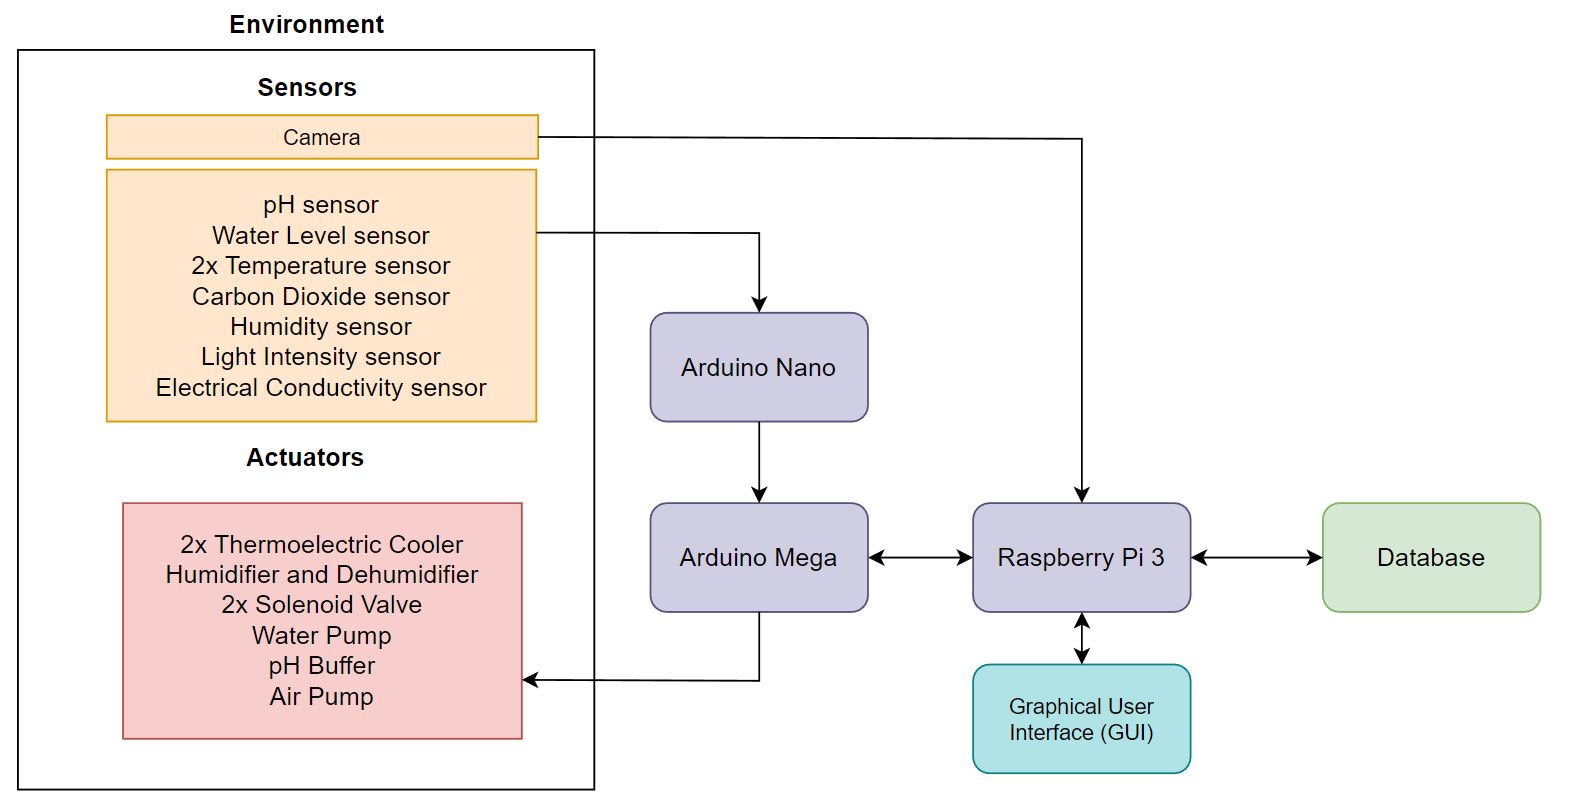 Environment
Sensors
Camera
pH sensor
Water Level sensor
2x Temperature sensor
Carbon Dioxide sensor
Humidity sensor
Light Intensity sensor
Electrical Conductivity sensor
Actuators
2x Thermoelectric Cooler
Humidifier and Dehumidifier
2x Solenoid Valve
Water Pump
pH Buffer
Air Pump
Arduino Nano
Arduino Mega
Raspberry Pi 3
Database
Graphical User
Interface (GUI)